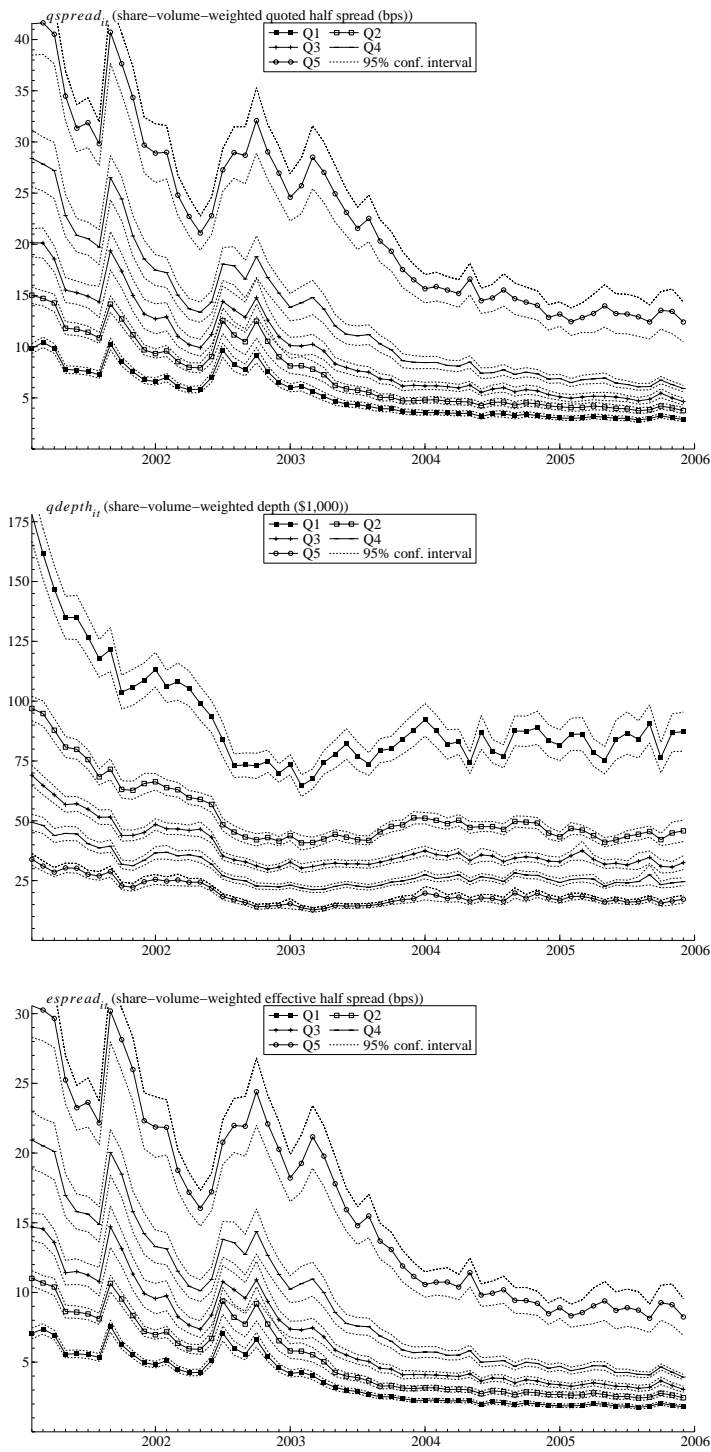 qspread_it (share−volume−weighted quoted half spread (bps))
Q1 Q2
Q3 Q4
Q5 95% conf. interval
40
35
30
25
20
15
10
5
2002 2003 2004 2005 2006
qdepth_it (share−volume−weighted depth ($1,000))
Q1 Q2
Q3 Q4
Q5 95% conf. interval
175
150
125
100
75
50
25
2002 2003 2004 2005 2006
espread_it (share−volume−weighted effective half spread (bps))
Q1 Q2
Q3 Q4
Q5 95% conf. interval
30
25
20
15
10
5
2002 2003 2004 2005 2006